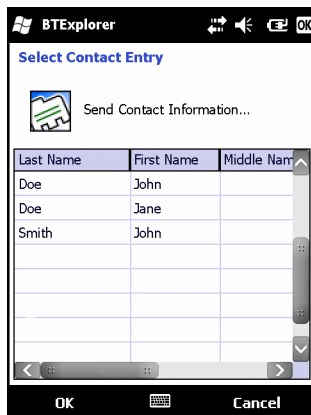 BTExplorer OK
Select Contact Entry
Send Contact Information...
Last Name First Name Middle Nam
Doe John
Doe Jane
Smith John
OK Cancel